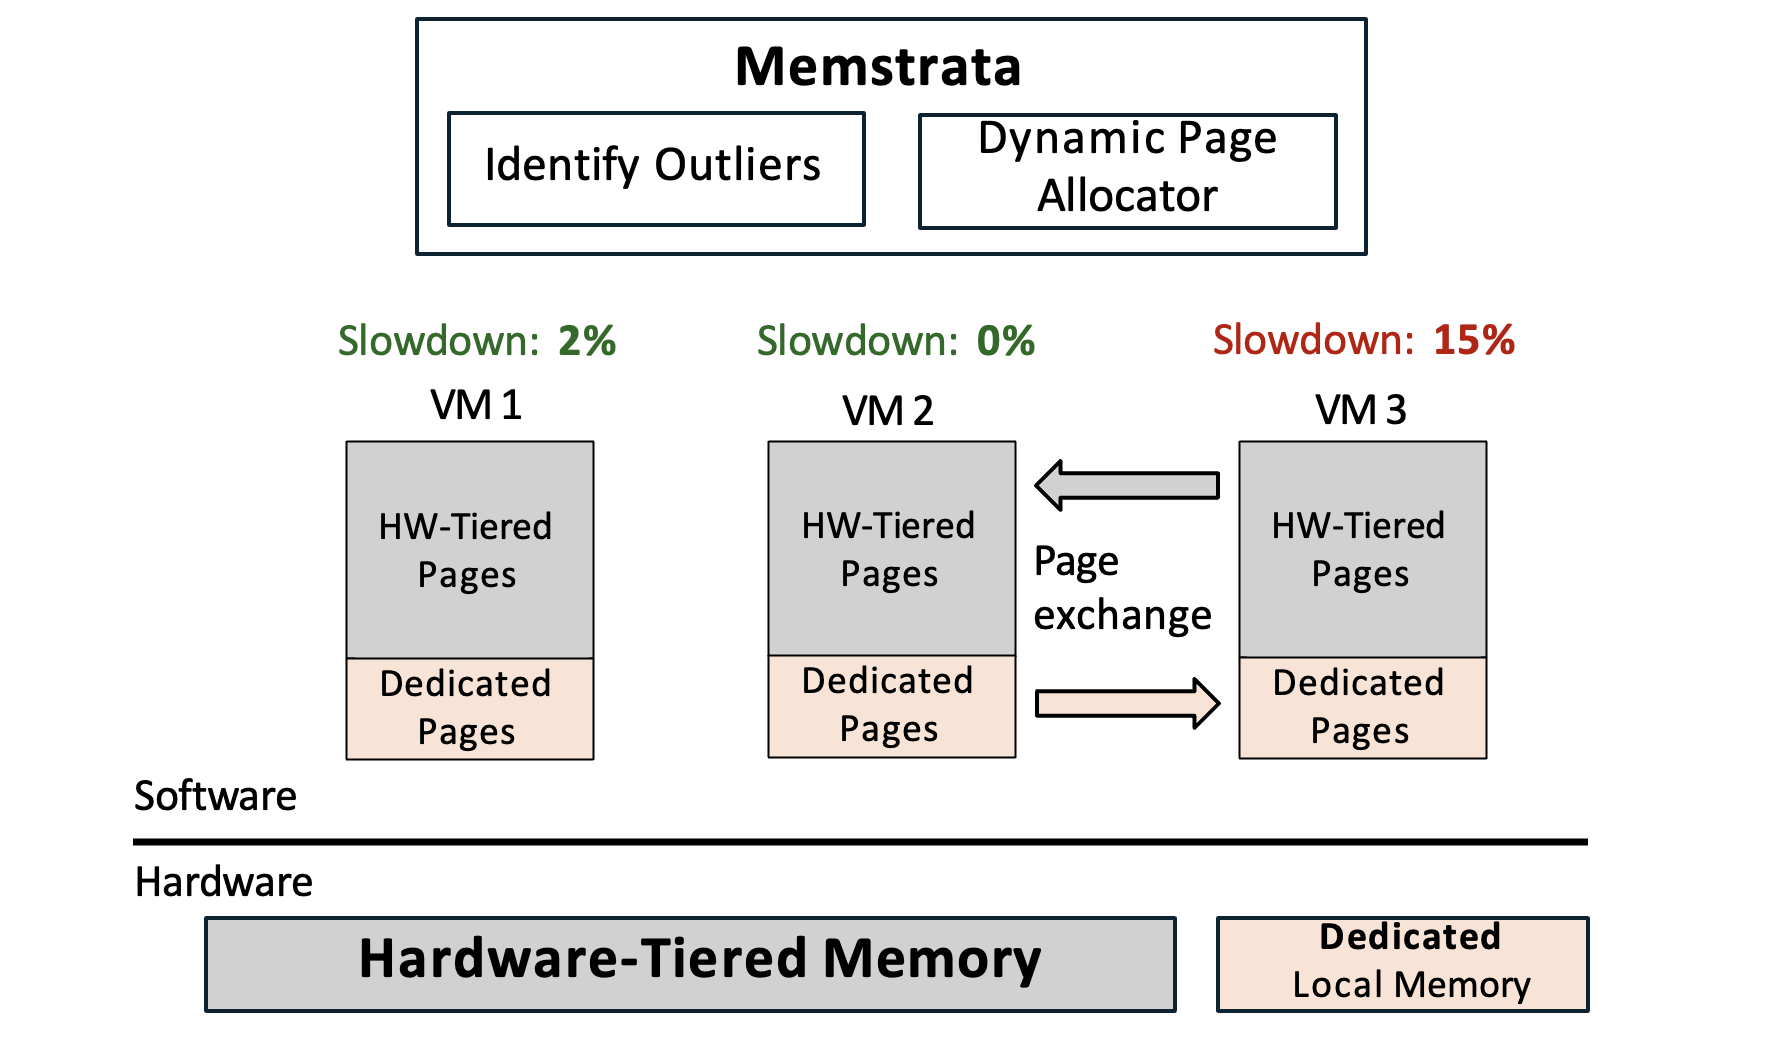 Memstrata
Identify Outliers
Dynamic Page
Allocator
Slowdown: 2%
Slowdown: 0%
Slowdown: 15%
VM 1
VM 2
VM 3
HW-Tiered
Pages
HW-Tiered
Pages
HW-Tiered
Pages
Page
exchange
Dedicated
Pages
Dedicated
Pages
Dedicated
Pages
Software
Hardware
Hardware-Tiered Memory
Dedicated
Local Memory